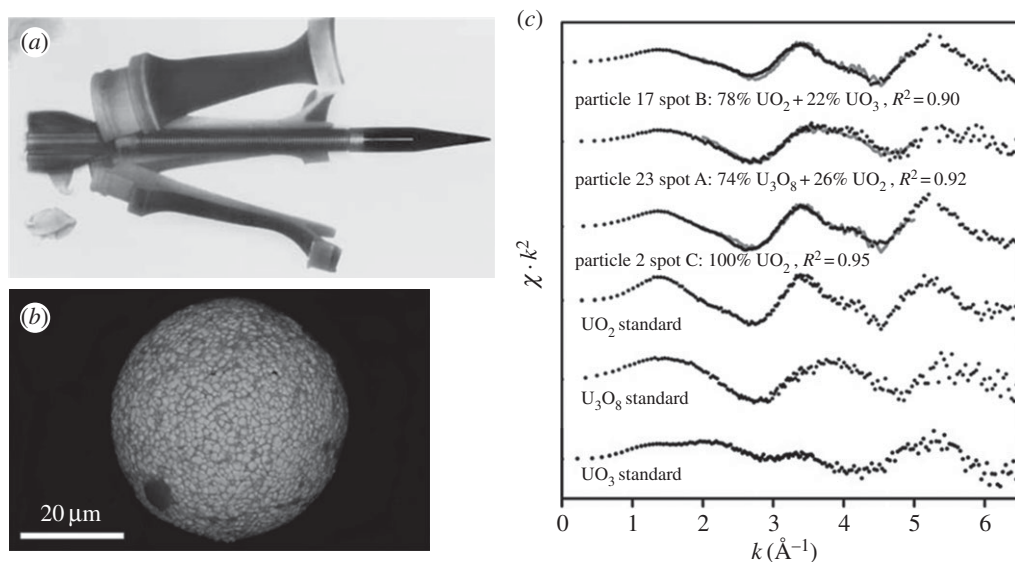 (a)
(b)
20 µm
(c)
χ · k²
particle 17 spot B: 78% UO₂ + 22% UO₃, R² = 0.90
particle 23 spot A: 74% U₃O₈ + 26% UO₂, R² = 0.92
particle 2 spot C: 100% UO₂, R² = 0.95
UO₂ standard
U₃O₈ standard
UO₃ standard
0 1 2 3 4 5 6
k (Å⁻¹)